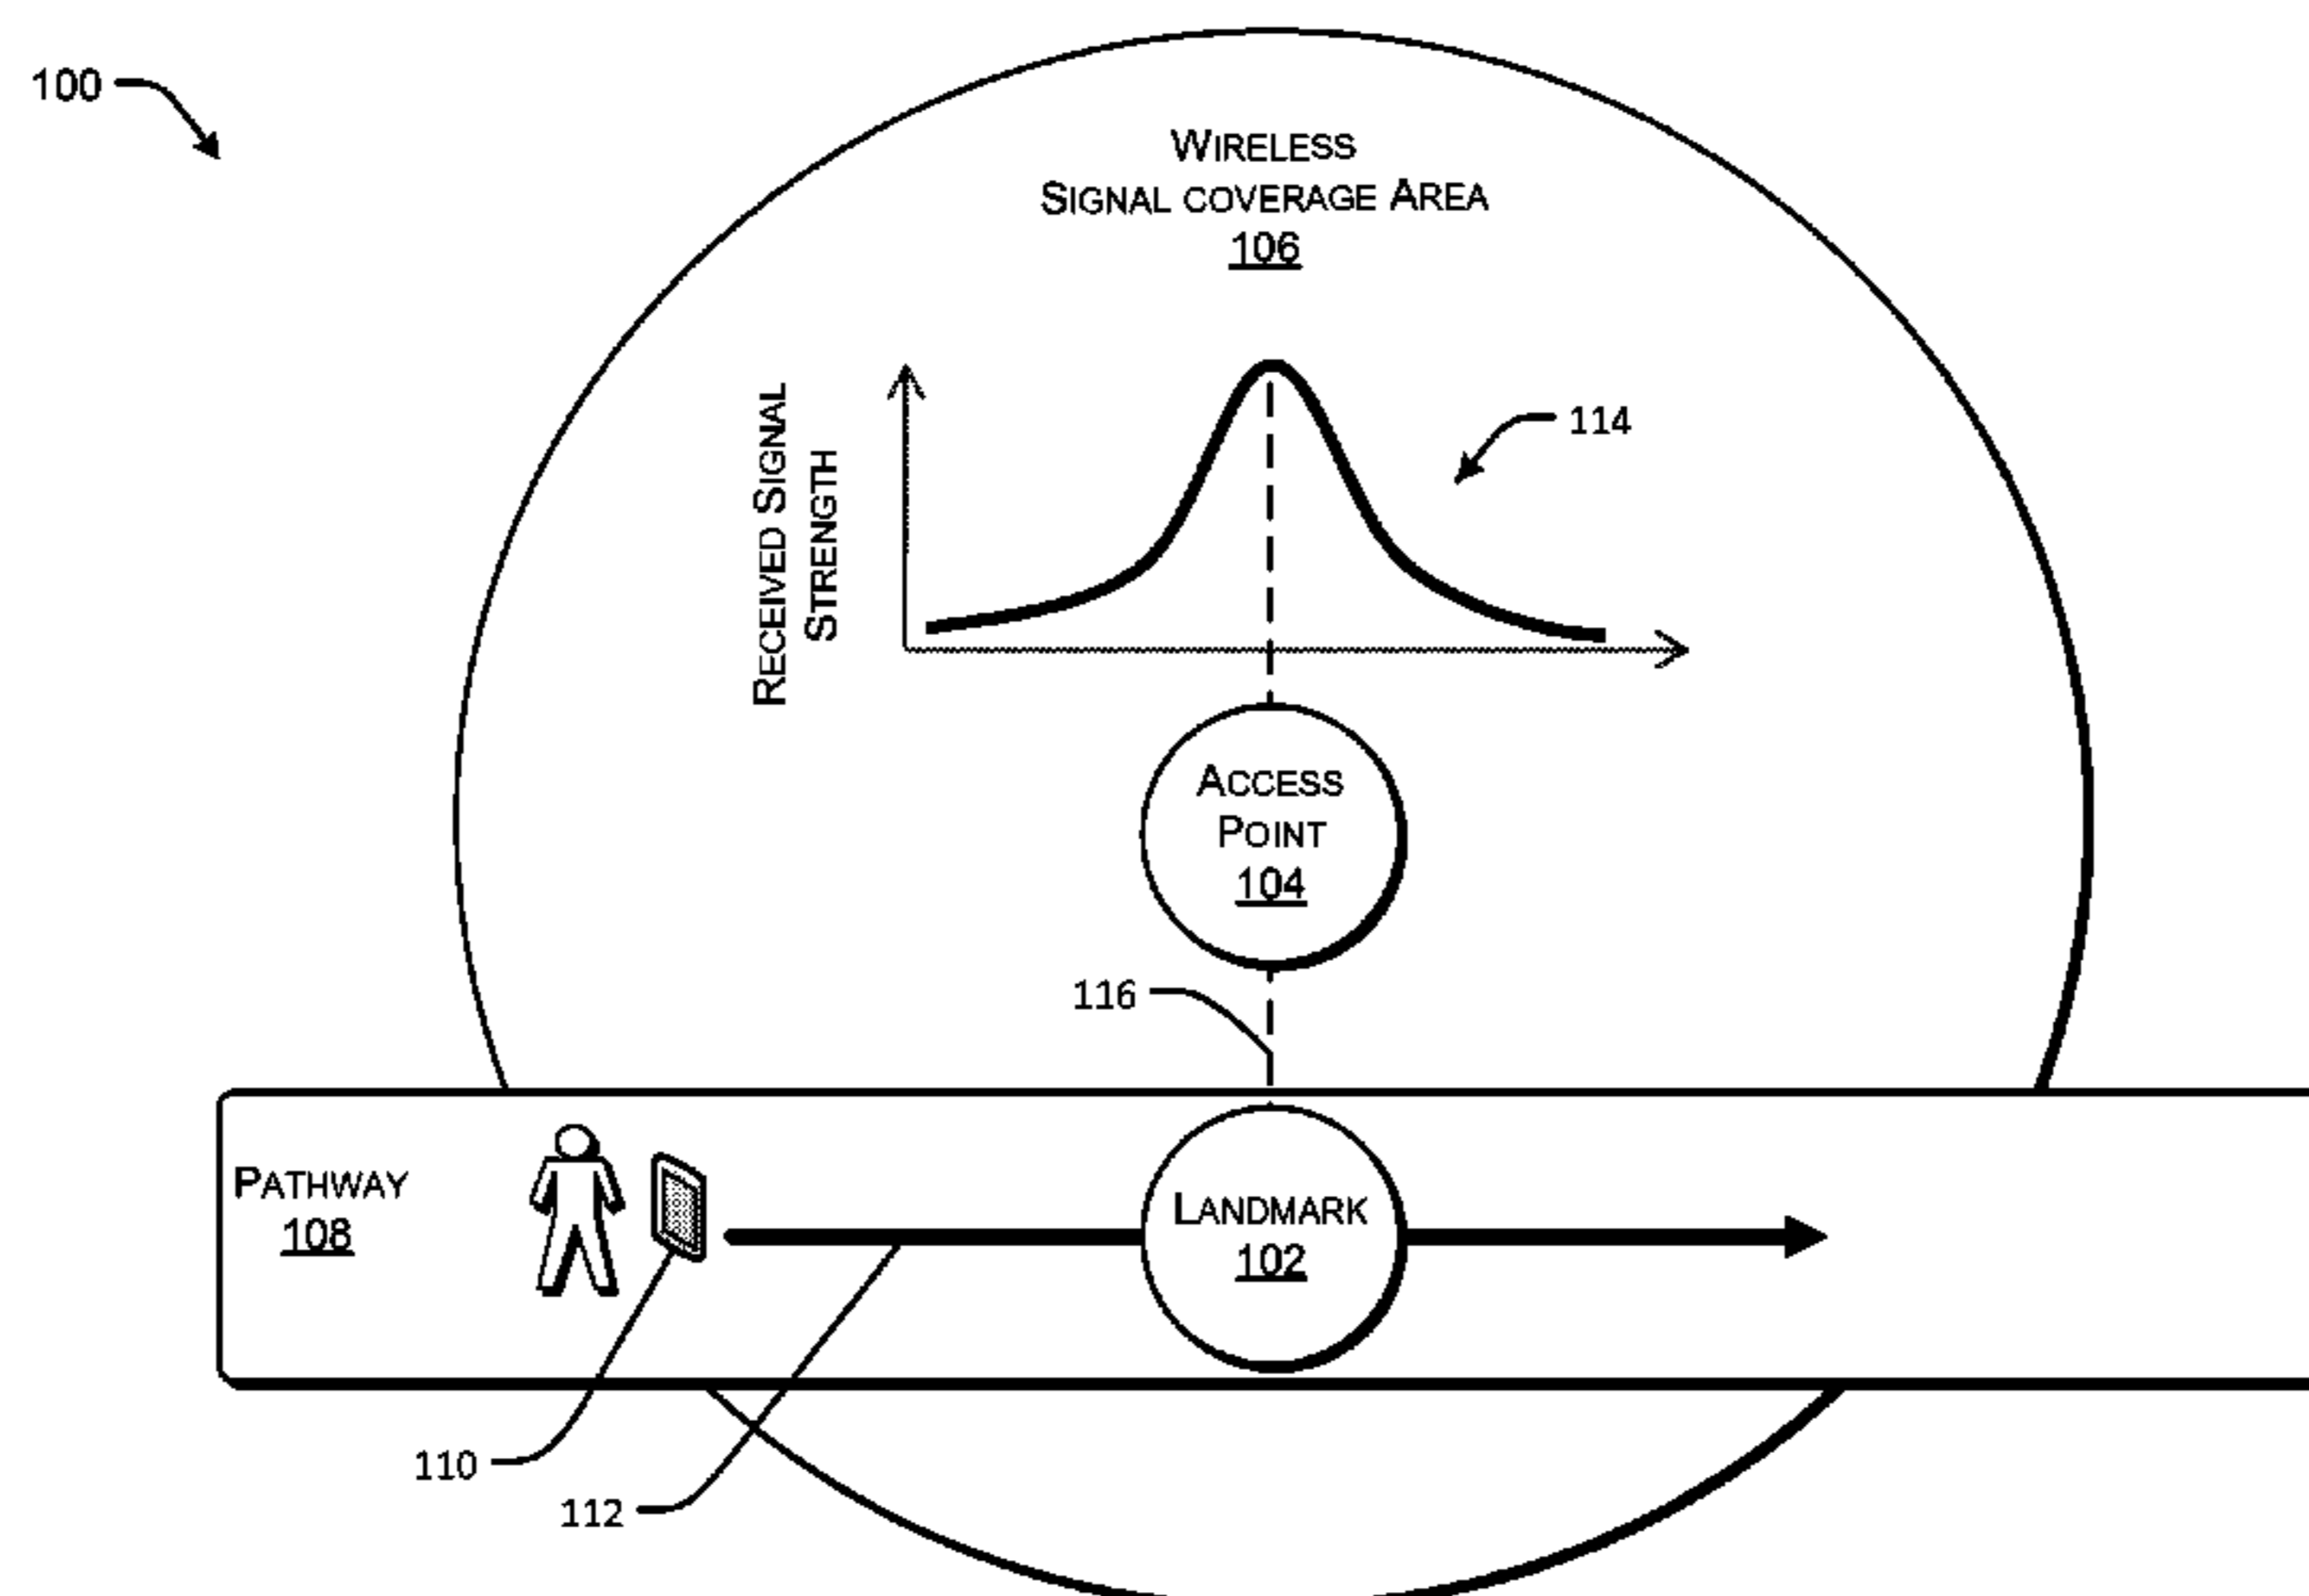 100
WIRELESS
SIGNAL COVERAGE AREA
106
RECEIVED SIGNAL
STRENGTH
114
ACCESS
POINT
104
116
PATHWAY
108
LANDMARK
102
110
112